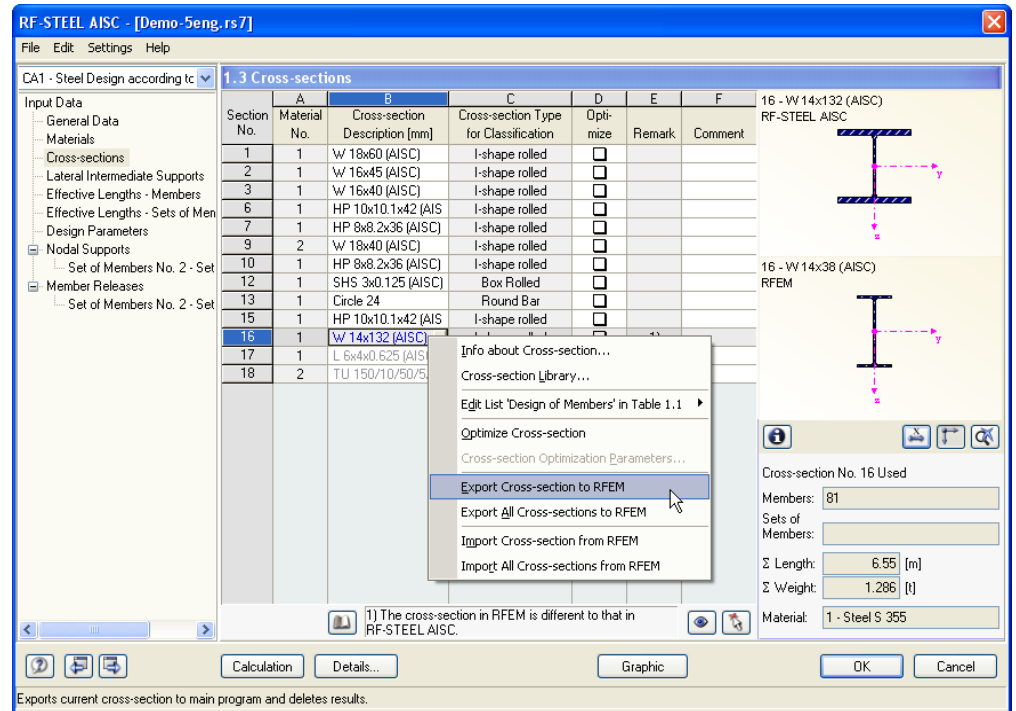 RF-STEEL AISC - [Demo-5eng.rs7]
File Edit Settings Help
CA1 - Steel Design according tc
Input Data
General Data
Materials
Cross-sections
Lateral Intermediate Supports
Effective Lengths - Members
Effective Lengths - Sets of Men
Design Parameters
Nodal Supports
Set of Members No. 2 - Set
Member Releases
Set of Members No. 2 - Set
1.3 Cross-sections
A B C D E F
Section Material Cross-section Cross-section Type Opti-
No. No. Description [mm] for Classification mize Remark Comment
1 1 W 18x60 (AISC) I-shape rolled
2 1 W 16x45 (AISC) I-shape rolled
3 1 W 16x40 (AISC) I-shape rolled
6 1 HP 10x10.1x42 (AIS I-shape rolled
7 1 HP 8x8.2x36 (AISC) I-shape rolled
9 2 W 18x40 (AISC) I-shape rolled
10 1 HP 8x8.2x36 (AISC) I-shape rolled
12 1 SHS 3x0.125 (AISC) Box Rolled
13 1 Circle 24 Round Bar
15 1 HP 10x10.1x42 (AIS I-shape rolled
16 1 W 14x132 (AISC)
17 1 L 6x4x0.625 (AIS
18 2 TU 150/10/50/5.
Info about Cross-section...
Cross-section Library...
Edit List 'Design of Members' in Table 1.1
Optimize Cross-section
Cross-section Optimization Parameters...
Export Cross-section to RFEM
Export All Cross-sections to RFEM
Import Cross-section from RFEM
Import All Cross-sections from RFEM
1) The cross-section in RFEM is different to that in
RF-STEEL AISC.
16 - W 14x132 (AISC)
RF-STEEL AISC
y
z
16 - W 14x38 (AISC)
RFEM
y
z
Cross-section No. 16 Used
Members: 81
Sets of
Members:
Σ Length: 6.55 [m]
Σ Weight: 1.286 [t]
Material: 1 - Steel S 355
Calculation Details... Graphic OK Cancel
Exports current cross-section to main program and deletes results.